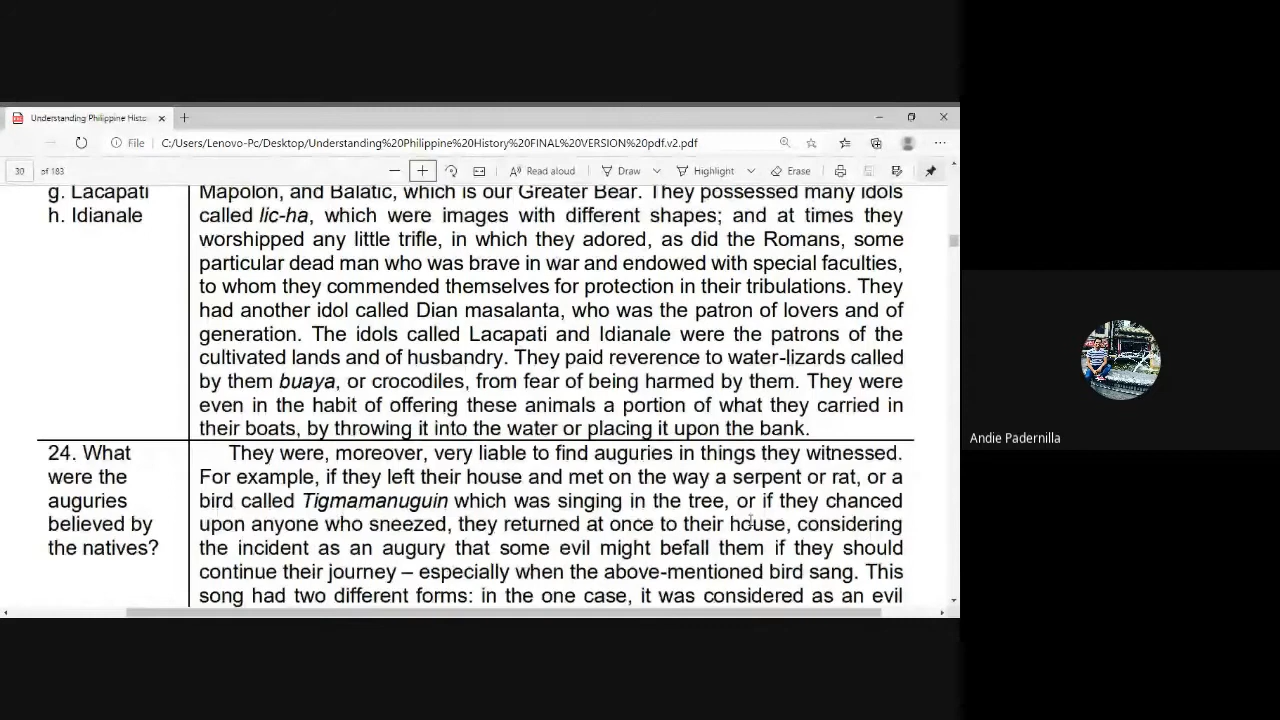 Understanding Philippine Histo
File C:/Users/Lenovo-Pc/Desktop/Understanding%20Philippine%20History%20FINAL%20VERSION%20pdf.v2.pdf
30 of 183 Read aloud Draw Highlight Erase
g. Lacapati
h. Idianale
Mapolon, and Balatic, which is our Greater Bear. They possessed many idols
called lic-ha, which were images with different shapes; and at times they
worshipped any little trifle, in which they adored, as did the Romans, some
particular dead man who was brave in war and endowed with special faculties,
to whom they commended themselves for protection in their tribulations. They
had another idol called Dian masalanta, who was the patron of lovers and of
generation. The idols called Lacapati and Idianale were the patrons of the
cultivated lands and of husbandry. They paid reverence to water-lizards called
by them buaya, or crocodiles, from fear of being harmed by them. They were
even in the habit of offering these animals a portion of what they carried in
their boats, by throwing it into the water or placing it upon the bank.
24. What
were the
auguries
believed by
the natives?
They were, moreover, very liable to find auguries in things they witnessed.
For example, if they left their house and met on the way a serpent or rat, or a
bird called Tigmamanuguin which was singing in the tree, or if they chanced
upon anyone who sneezed, they returned at once to their house, considering
the incident as an augury that some evil might befall them if they should
continue their journey – especially when the above-mentioned bird sang. This
song had two different forms: in the one case, it was considered as an evil
Andie Padernilla